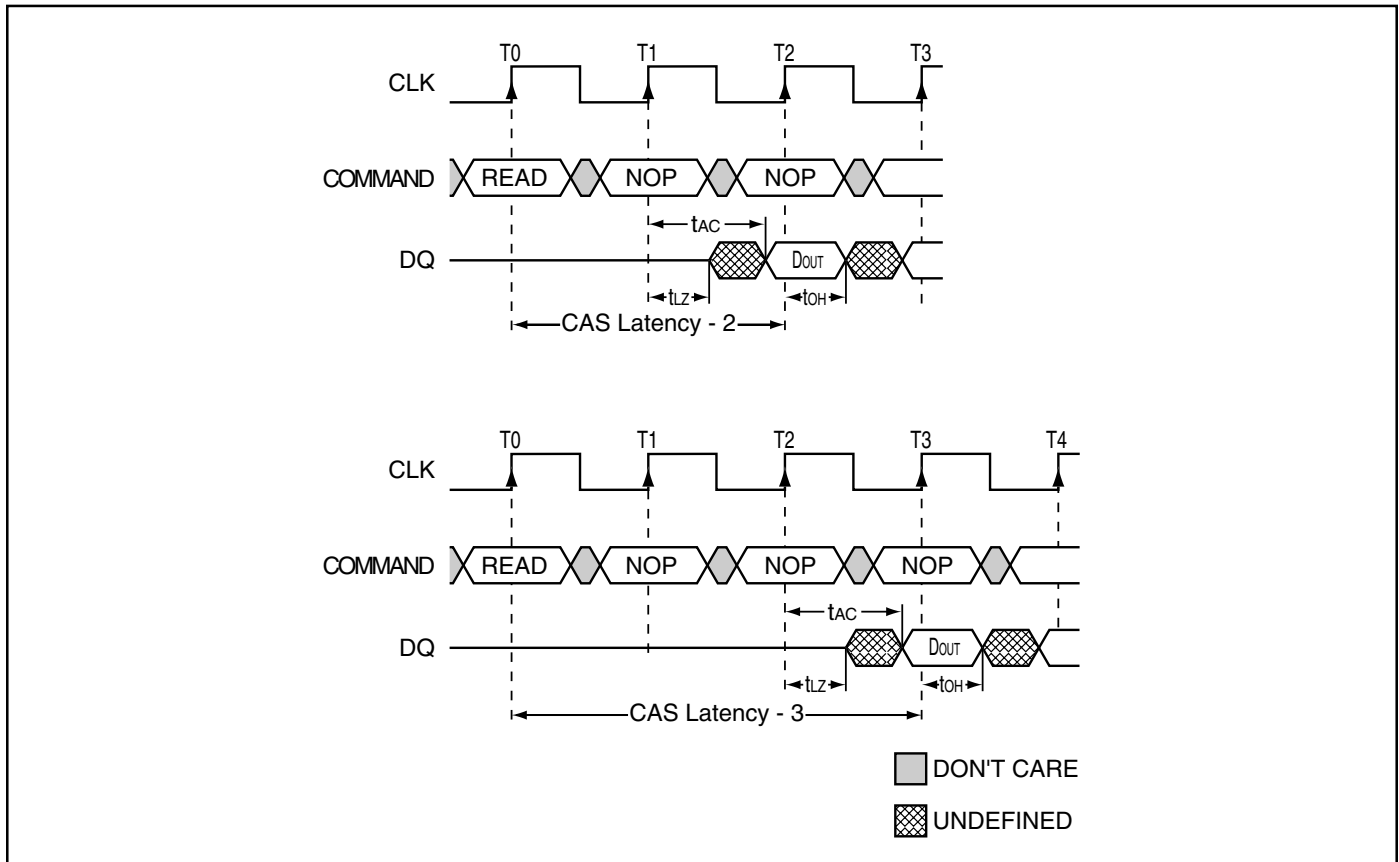 T0 T1 T2 T3
CLK
COMMAND READ NOP NOP
tAC
DQ DOUT
tLZ tOH
CAS Latency - 2
T0 T1 T2 T3 T4
CLK
COMMAND READ NOP NOP NOP
tAC
DQ DOUT
tLZ tOH
CAS Latency - 3
DON'T CARE
UNDEFINED